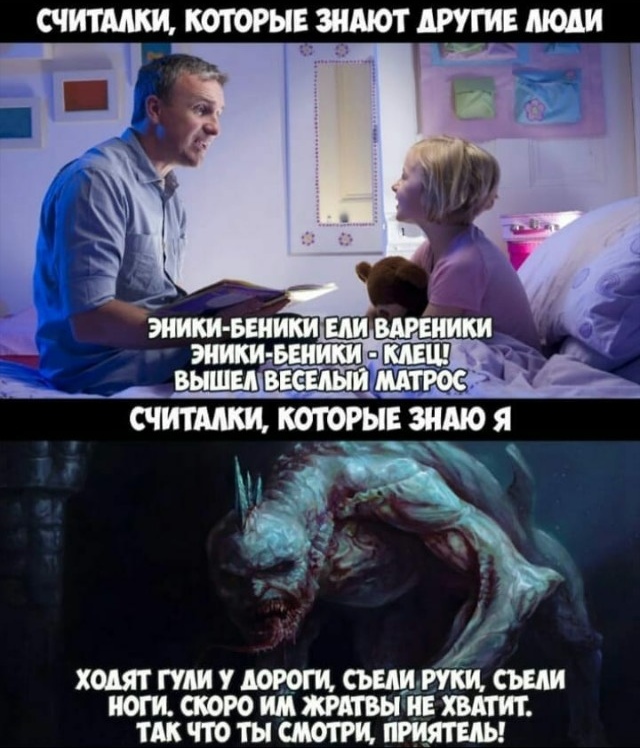 СЧИТАЛКИ, КОТОРЫЕ ЗНАЮТ ДРУГИЕ ЛЮДИ
ЭНИКИ-БЕНИКИ ЕЛИ ВАРЕНИКИ
ЭНИКИ-БЕНИКИ - КЛЕЦ!
ВЫШЕЛ ВЕСЕЛЫЙ МАТРОС
СЧИТАЛКИ, КОТОРЫЕ ЗНАЮ Я
ХОДЯТ ГУЛИ У ДОРОГИ, СЪЕЛИ РУКИ, СЪЕЛИ
НОГИ. СКОРО ИМ ЖРАТВЫ НЕ ХВАТИТ.
ТАК ЧТО ТЫ СМОТРИ, ПРИЯТЕЛЬ!